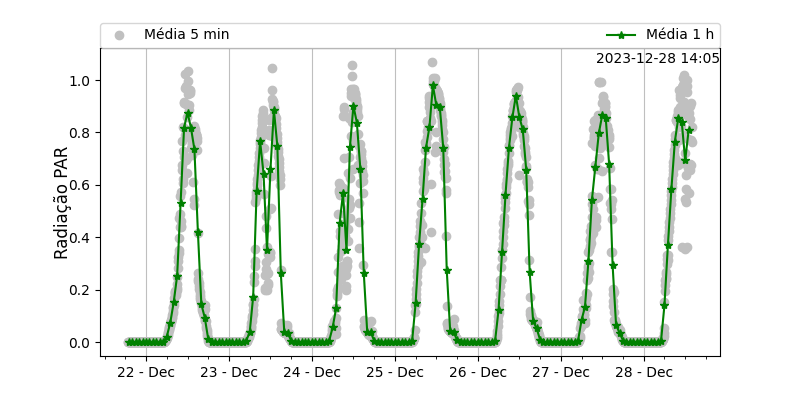 Média 5 min
Média 1 h
2023-12-28 14:05
Radiação PAR
1.0
0.8
0.6
0.4
0.2
0.0
22 - Dec
23 - Dec
24 - Dec
25 - Dec
26 - Dec
27 - Dec
28 - Dec